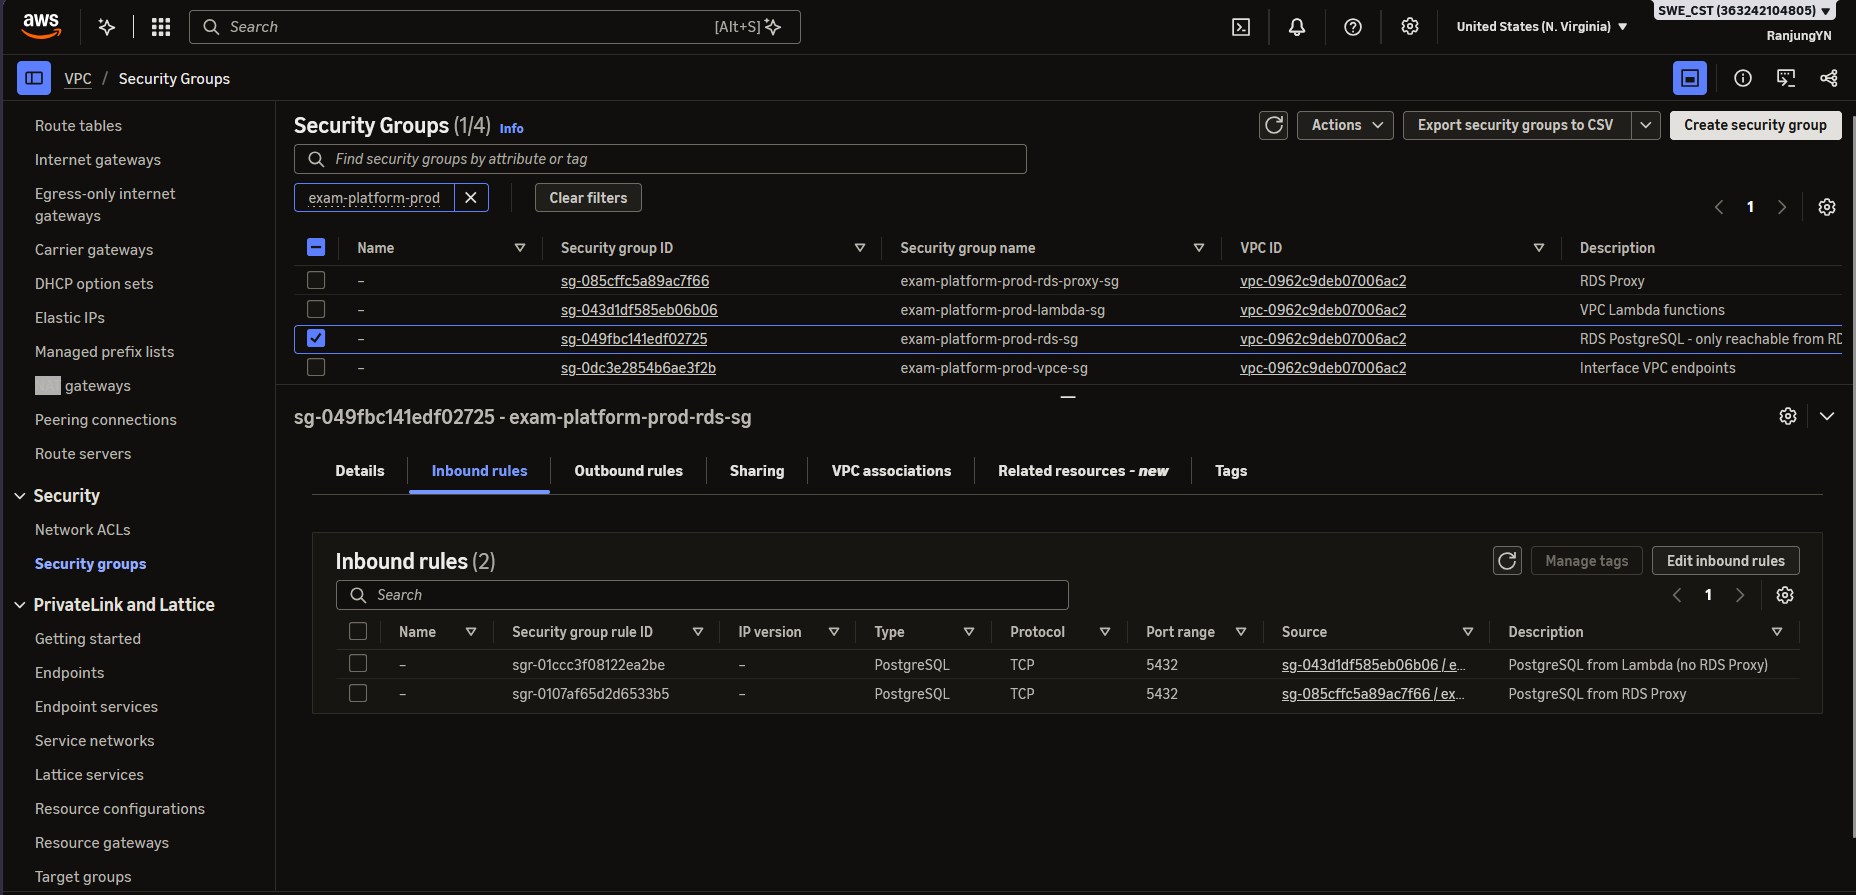 aws
Search [Alt+S]
United States (N. Virginia)
SWE_CST (363242104805)
RanjungYN
VPC / Security Groups
Route tables
Internet gateways
Egress-only internet
gateways
Carrier gateways
DHCP option sets
Elastic IPs
Managed prefix lists
gateways
Peering connections
Route servers
Security
Network ACLs
Security groups
PrivateLink and Lattice
Getting started
Endpoints
Endpoint services
Service networks
Lattice services
Resource configurations
Resource gateways
Target groups
Security Groups (1/4) Info
Actions
Export security groups to CSV
Create security group
Find security groups by attribute or tag
exam-platform-prod
Clear filters
1
Name Security group ID Security group name VPC ID Description
– sg-085cffc5a89ac7f66 exam-platform-prod-rds-proxy-sg vpc-0962c9deb07006ac2 RDS Proxy
– sg-043d1df585eb06b06 exam-platform-prod-lambda-sg vpc-0962c9deb07006ac2 VPC Lambda functions
– sg-049fbc141edf02725 exam-platform-prod-rds-sg vpc-0962c9deb07006ac2 RDS PostgreSQL - only reachable from RD
– sg-0dc3e2854b6ae3f2b exam-platform-prod-vpce-sg vpc-0962c9deb07006ac2 Interface VPC endpoints
sg-049fbc141edf02725 - exam-platform-prod-rds-sg
Details Inbound rules Outbound rules Sharing VPC associations Related resources - new Tags
Inbound rules (2)
Manage tags
Edit inbound rules
Search
1
Name Security group rule ID IP version Type Protocol Port range Source Description
– sgr-01ccc3f08122ea2be – PostgreSQL TCP 5432 sg-043d1df585eb06b06 / e... PostgreSQL from Lambda (no RDS Proxy)
– sgr-0107af65d2d6533b5 – PostgreSQL TCP 5432 sg-085cffc5a89ac7f66 / ex... PostgreSQL from RDS Proxy